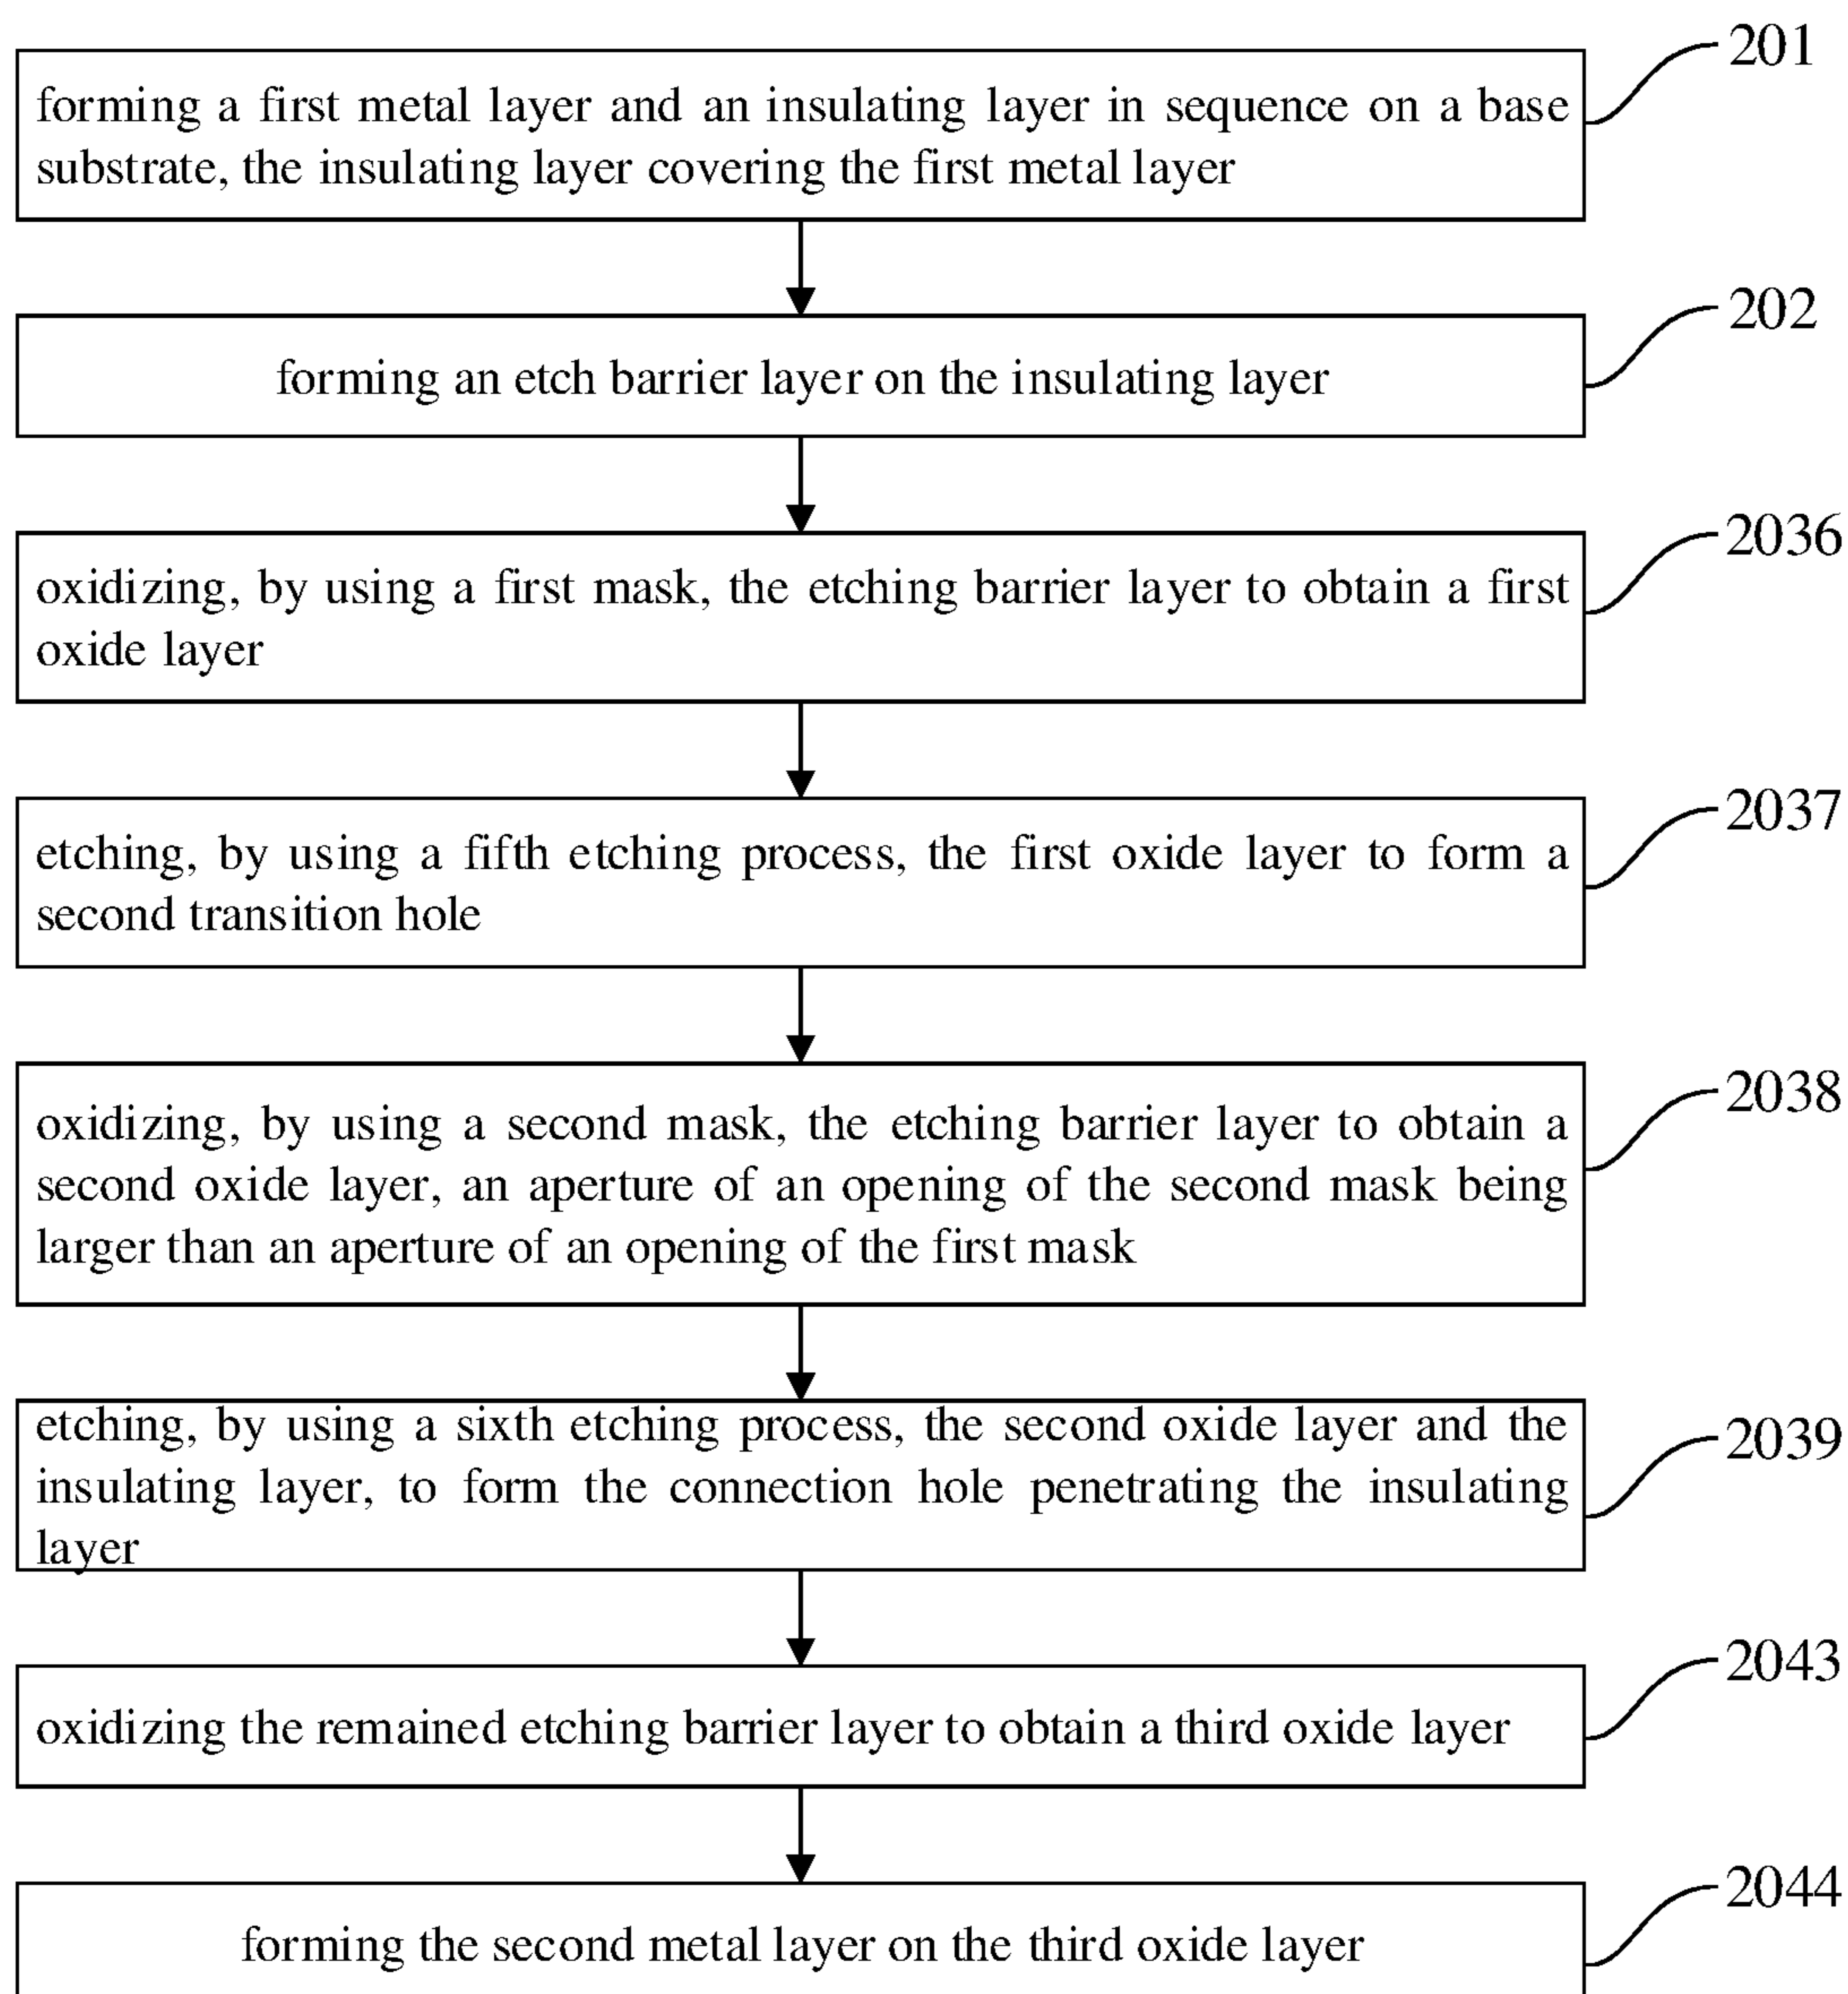 201
forming a first metal layer and an insulating layer in sequence on a base
substrate, the insulating layer covering the first metal layer
202
forming an etch barrier layer on the insulating layer
2036
oxidizing, by using a first mask, the etching barrier layer to obtain a first
oxide layer
2037
etching, by using a fifth etching process, the first oxide layer to form a
second transition hole
2038
oxidizing, by using a second mask, the etching barrier layer to obtain a
second oxide layer, an aperture of an opening of the second mask being
larger than an aperture of an opening of the first mask
2039
etching, by using a sixth etching process, the second oxide layer and the
insulating layer, to form the connection hole penetrating the insulating
layer
2043
oxidizing the remained etching barrier layer to obtain a third oxide layer
2044
forming the second metal layer on the third oxide layer